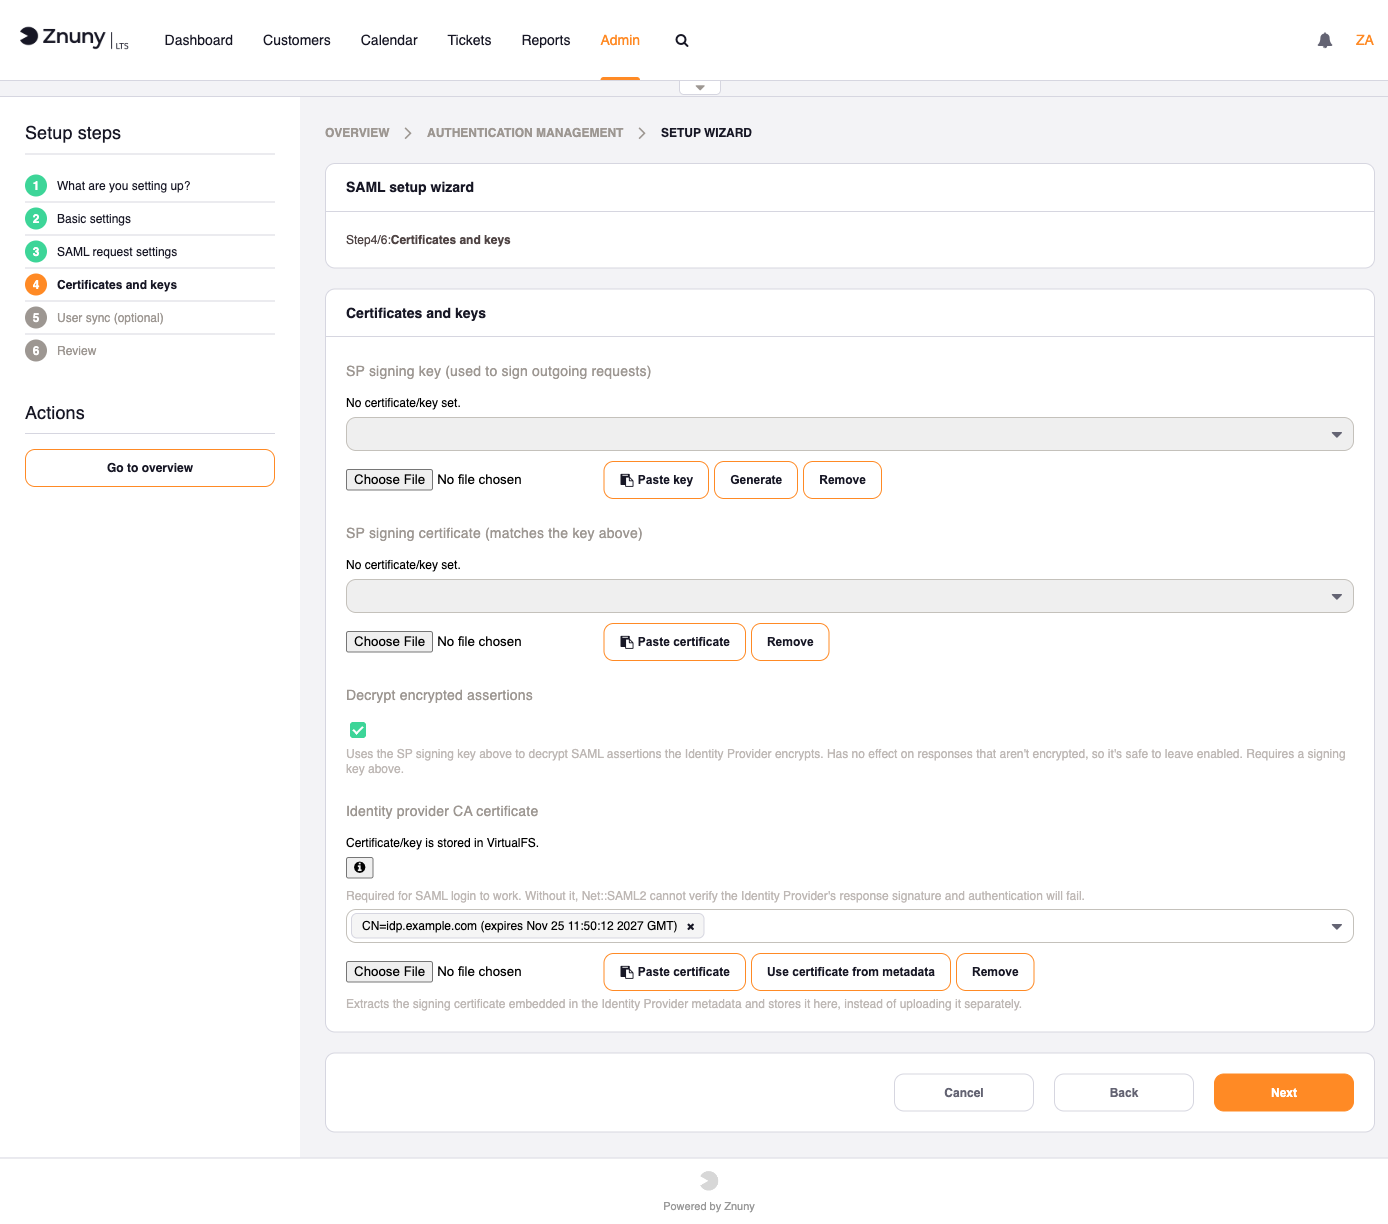 Znuny LTS
Dashboard
Customers
Calendar
Tickets
Reports
Admin
ZA
Setup steps
1 What are you setting up?
2 Basic settings
3 SAML request settings
4 Certificates and keys
5 User sync (optional)
6 Review
Actions
Go to overview
OVERVIEW > AUTHENTICATION MANAGEMENT > SETUP WIZARD
SAML setup wizard
Step4/6:Certificates and keys
Certificates and keys
SP signing key (used to sign outgoing requests)
No certificate/key set.
Choose File No file chosen Paste key Generate Remove
SP signing certificate (matches the key above)
No certificate/key set.
Choose File No file chosen Paste certificate Remove
Decrypt encrypted assertions
Uses the SP signing key above to decrypt SAML assertions the Identity Provider encrypts. Has no effect on responses that aren't encrypted, so it's safe to leave enabled. Requires a signing
key above.
Identity provider CA certificate
Certificate/key is stored in VirtualFS.
Required for SAML login to work. Without it, Net::SAML2 cannot verify the Identity Provider's response signature and authentication will fail.
CN=idp.example.com (expires Nov 25 11:50:12 2027 GMT) ×
Choose File No file chosen Paste certificate Use certificate from metadata Remove
Extracts the signing certificate embedded in the Identity Provider metadata and stores it here, instead of uploading it separately.
Cancel Back Next
Powered by Znuny